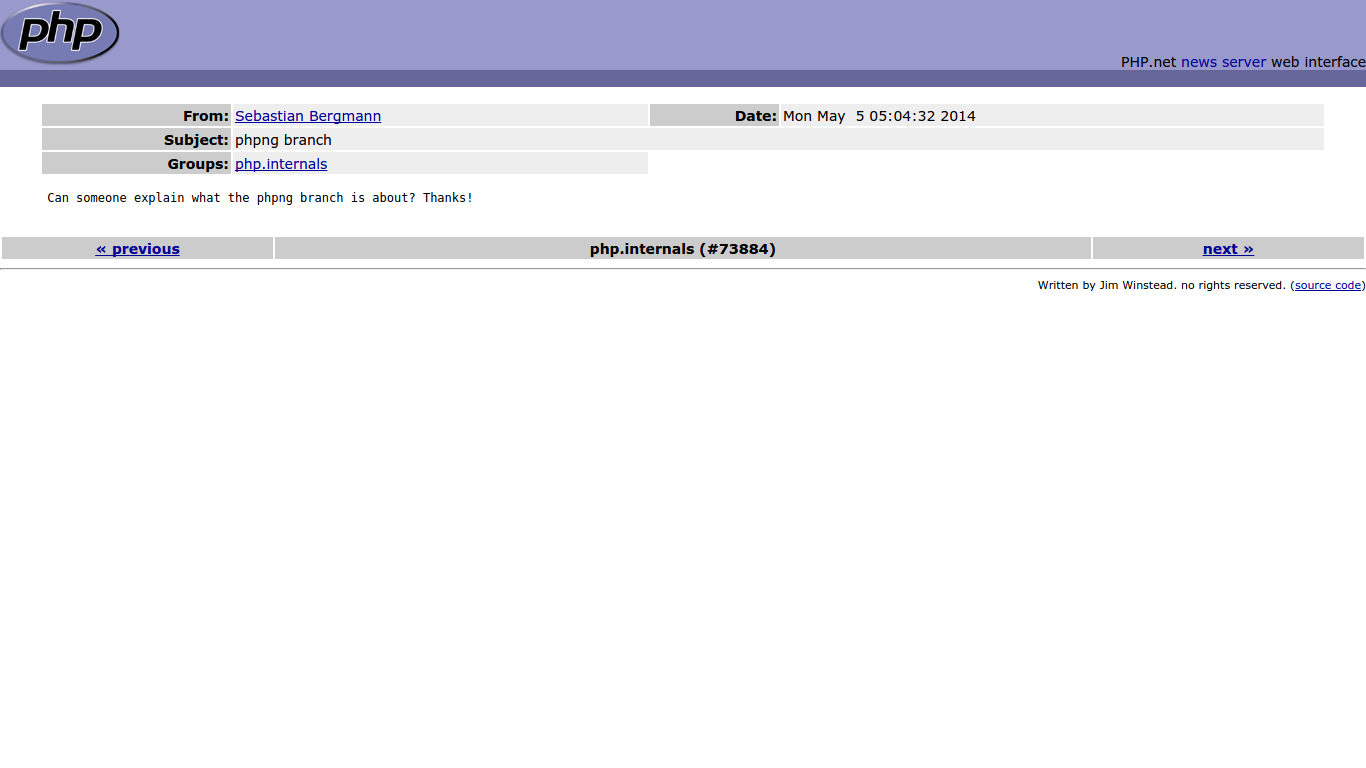 php
PHP.net news server web interface
From: Sebastian Bergmann Date: Mon May  5 05:04:32 2014
Subject: phpng branch
Groups: php.internals
Can someone explain what the phpng branch is about? Thanks!
« previous php.internals (#73884) next »
Written by Jim Winstead. no rights reserved. (source code)